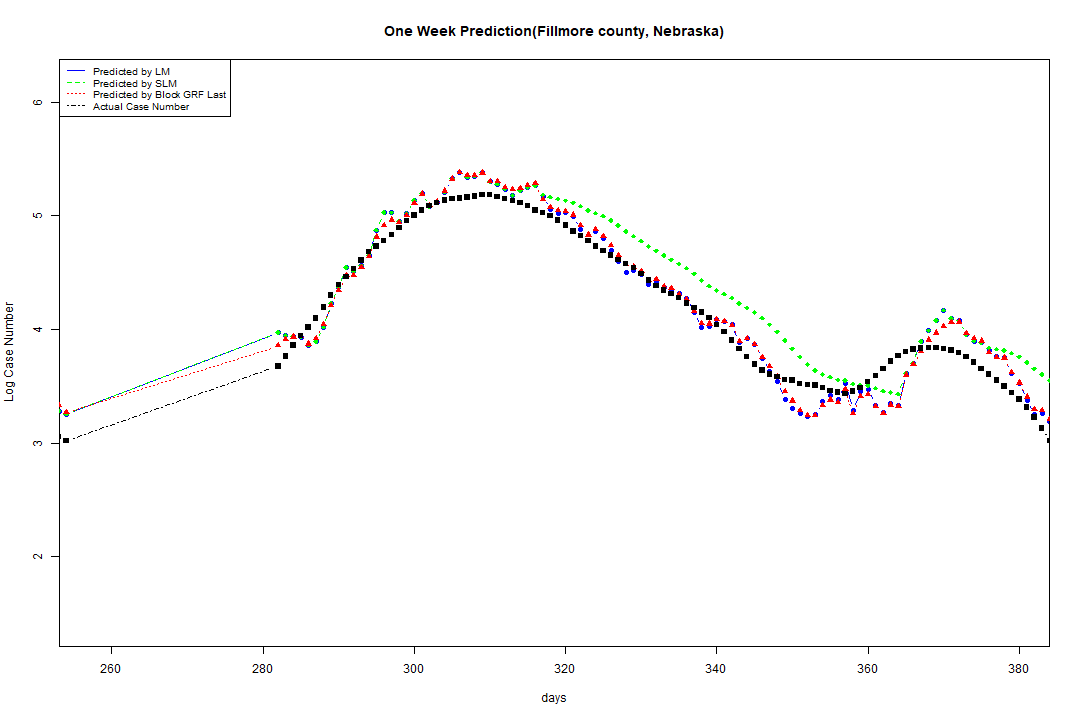 One Week Prediction(Fillmore county, Nebraska)
Predicted by LM
Predicted by SLM
Predicted by Block GRF Last
Actual Case Number
6
5
4
3
2
Log Case Number
260 280 300 320 340 360 380
days